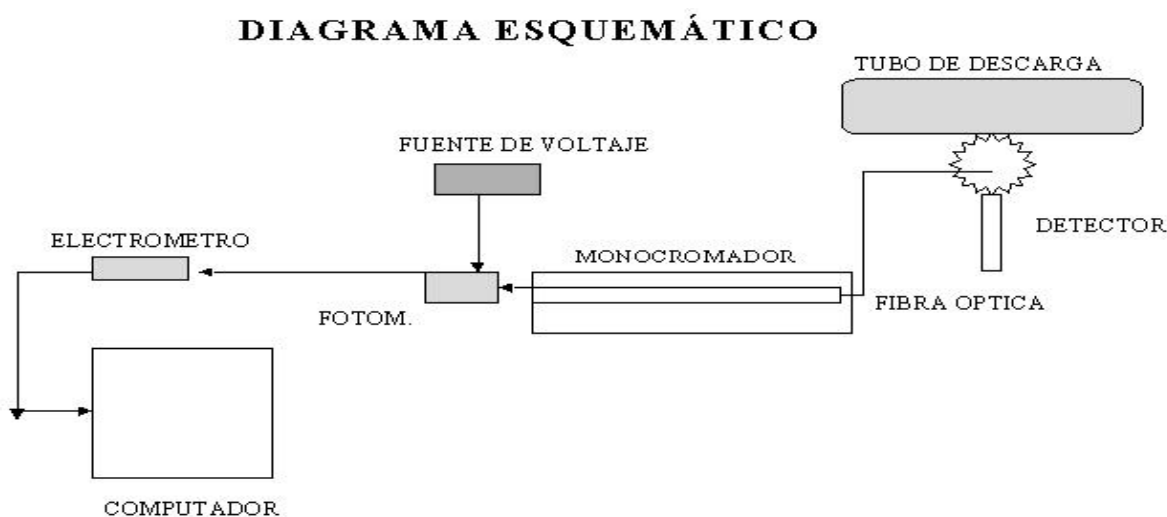 DIAGRAMA ESQUEMÁTICO
TUBO DE DESCARGA
FUENTE DE VOLTAJE
DETECTOR
ELECTROMETRO
MONOCROMADOR
FIBRA OPTICA
FOTOM.
COMPUTADOR